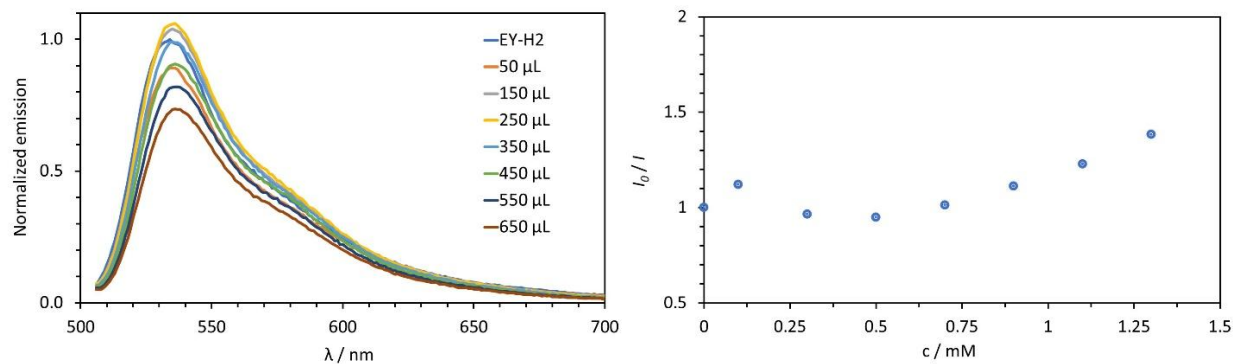 Normalized emission
1.0
0.5
0.0
500
550
600
650
700
λ / nm
EY-H2
50 µL
150 µL
250 µL
350 µL
450 µL
550 µL
650 µL
I0 / I
2
1.5
1
0.5
0
0.25
0.5
0.75
1
1.25
1.5
c / mM